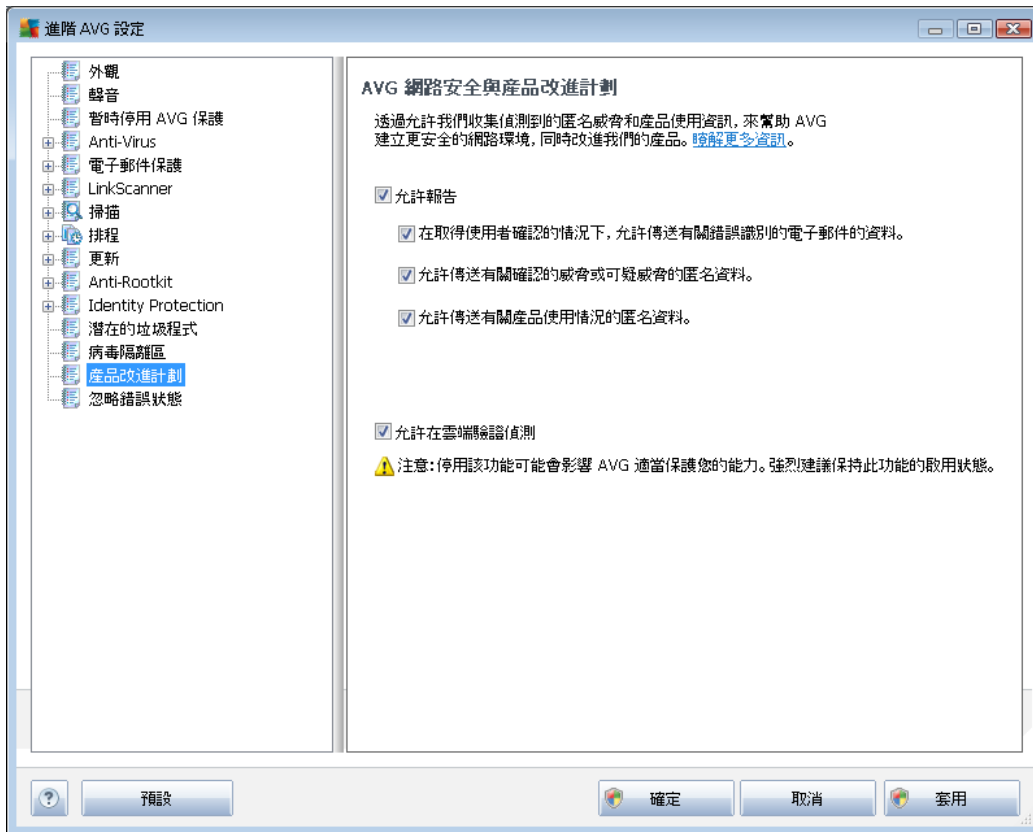 進階 AVG 設定
外觀
聲音
暫時停用 AVG 保護
Anti-Virus
電子郵件保護
LinkScanner
掃描
排程
更新
Anti-Rootkit
Identity Protection
潛在的垃圾程式
病毒隔離區
產品改進計劃
忽略錯誤狀態
AVG 網路安全與產品改進計劃
透過允許我們收集偵測到的匿名威脅和產品使用資訊，來幫助 AVG
建立更安全的網路環境，同時改進我們的產品。瞭解更多資訊。
允許報告
在取得使用者確認的情況下，允許傳送有關錯誤識別的電子郵件的資料。
允許傳送有關確認的威脅或可疑威脅的匿名資料。
允許傳送有關產品使用情況的匿名資料。
允許在雲端驗證偵測
注意：停用該功能可能會影響 AVG 適當保護您的能力。強烈建議保持此功能的啟用狀態。
預設
確定
取消
套用